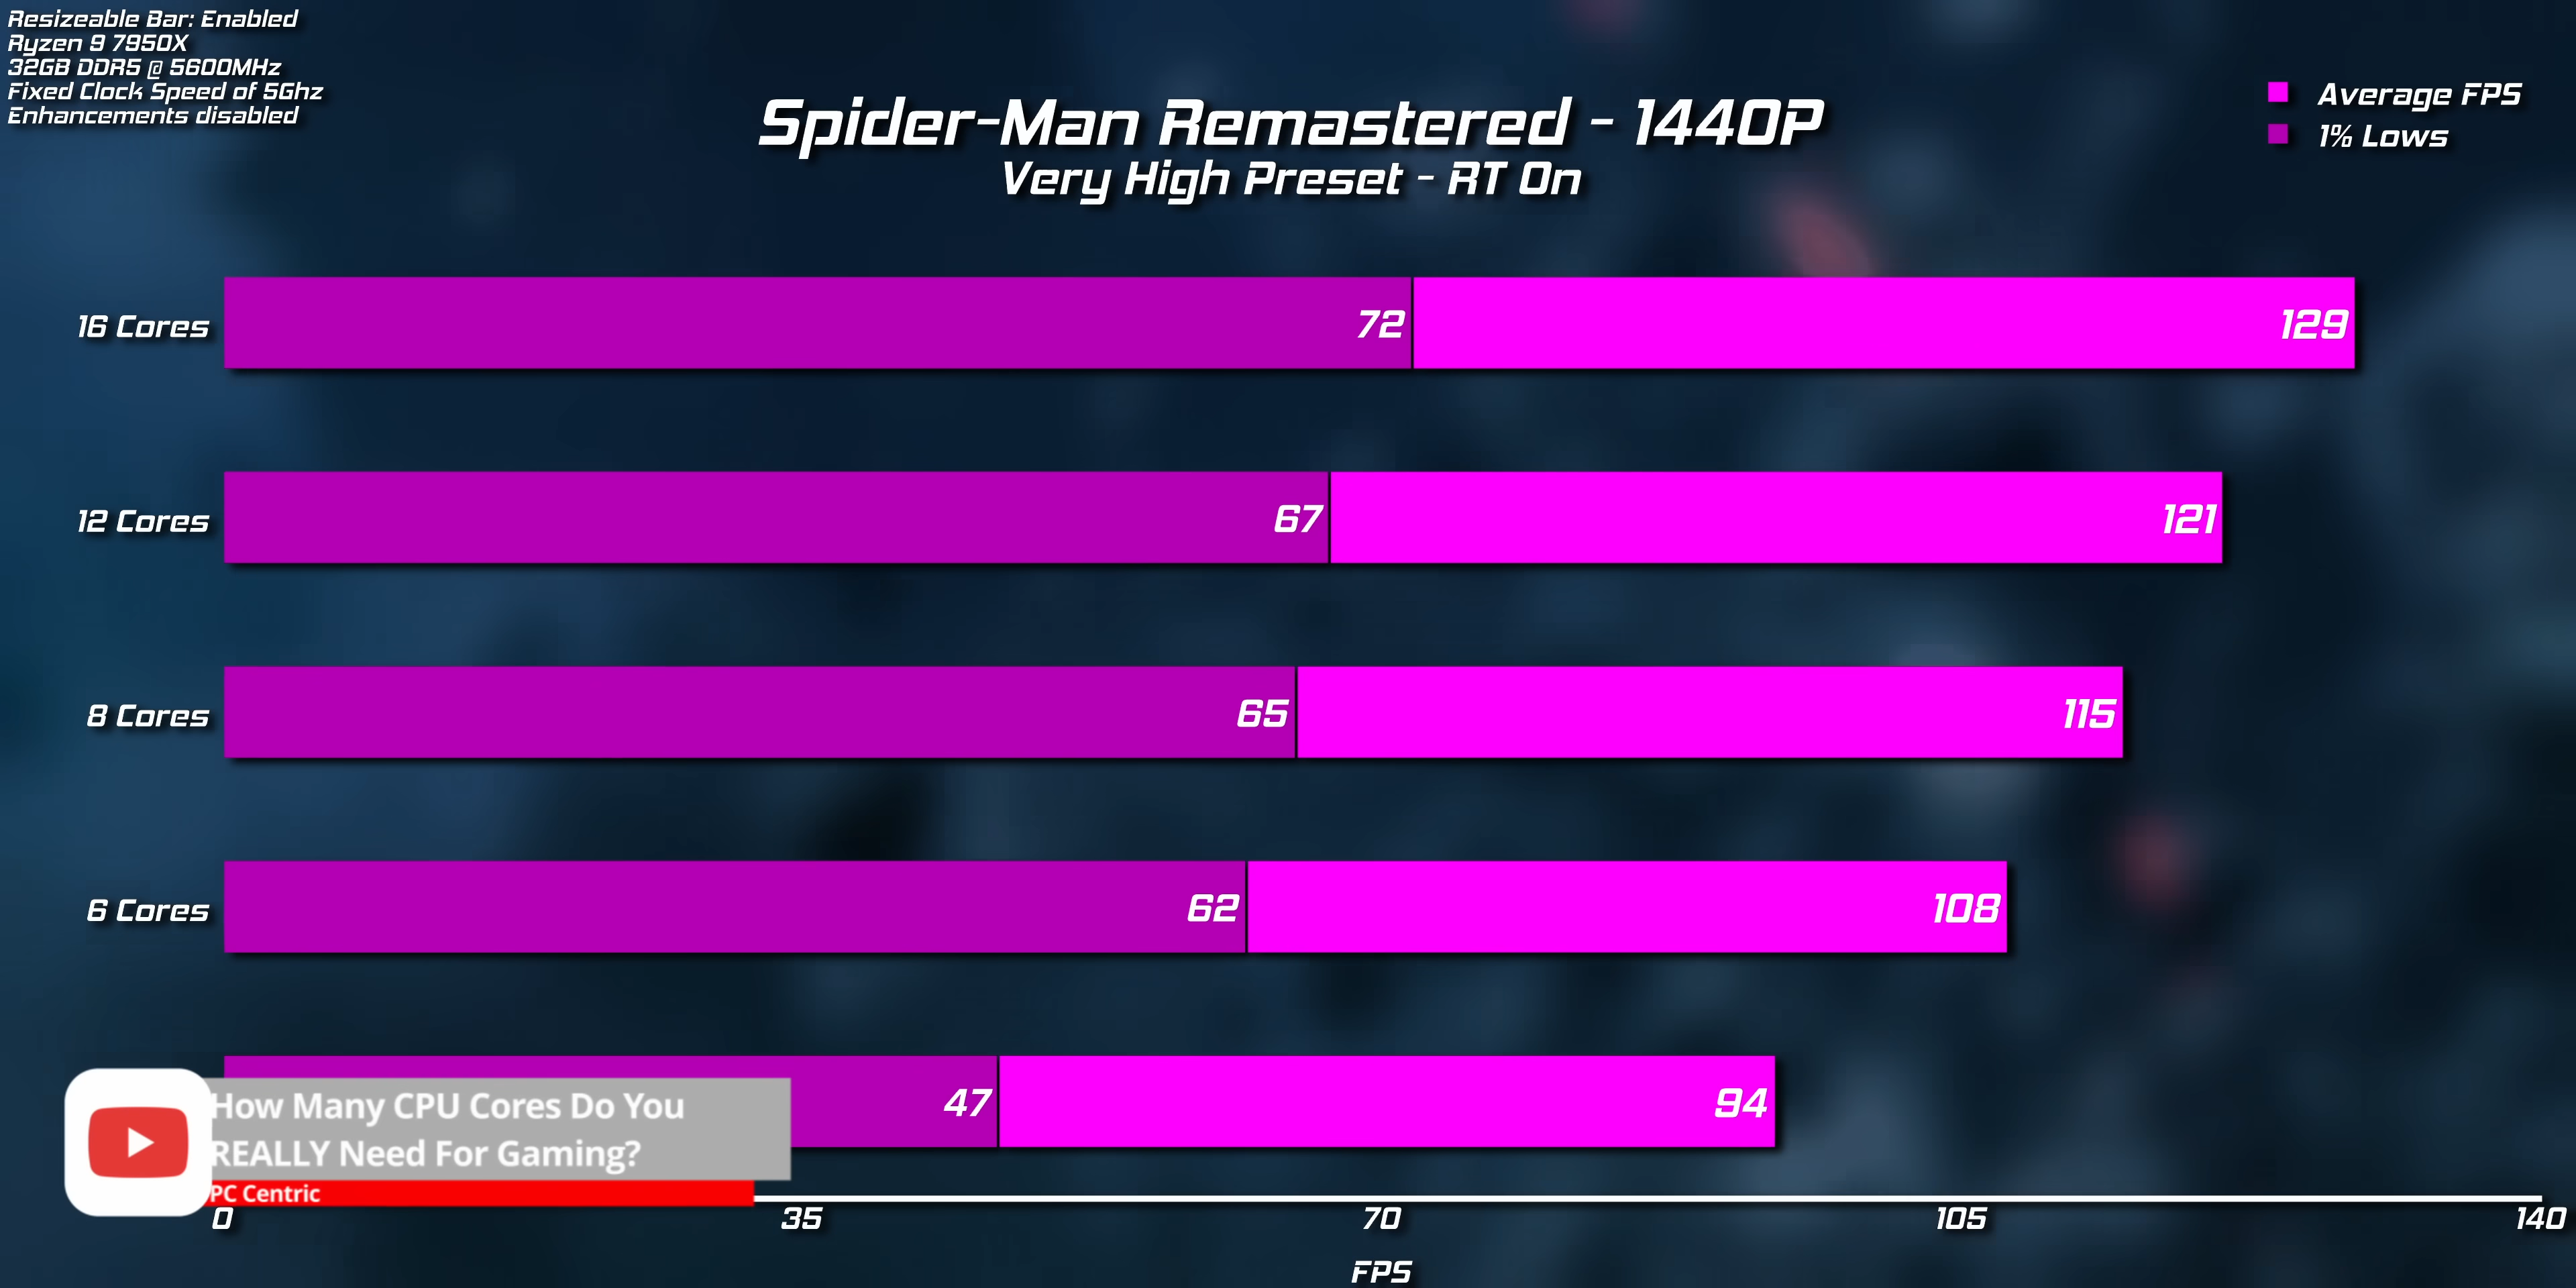 Resizeable Bar: Enabled
Ryzen 9 7950X
32GB DDR5 @ 5600MHz
Fixed Clock Speed of 5Ghz
Enhancements disabled
Spider-Man Remastered - 1440P
Very High Preset - RT On
Average FPS
1% Lows
16 Cores
72
129
12 Cores
67
121
8 Cores
65
115
6 Cores
62
108
47
94
How Many CPU Cores Do You
REALLY Need For Gaming?
PC Centric
0
35
70
105
140
FPS